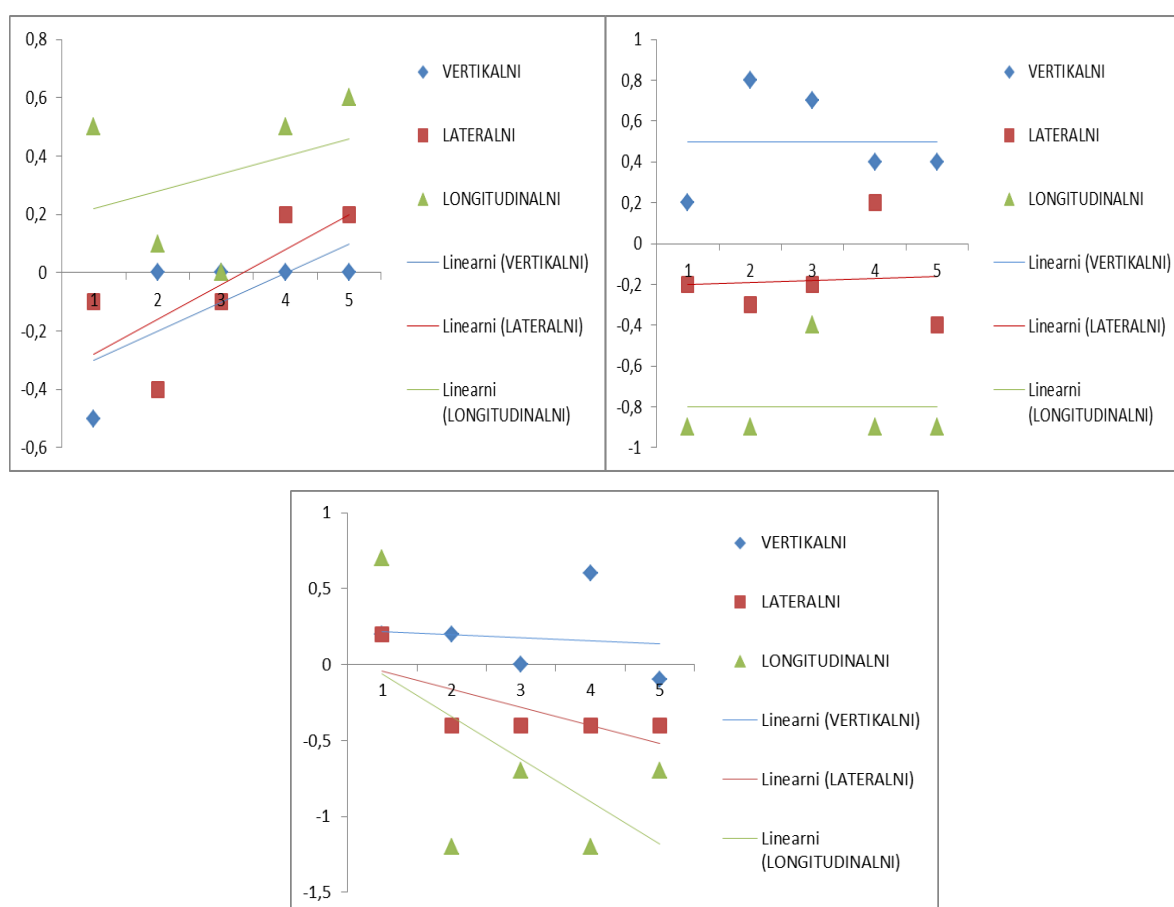 0,8
0,6
0,4
0,2
0
-0,2
-0,4
-0,6
1 2 3 4 5
VERTIKALNI
LATERALNI
LONGITUDINALNI
Linearni (VERTIKALNI)
Linearni
(LATERALNI)
Linearni
(LONGITUDINALNI)
1
0,8
0,6
0,4
0,2
0
-0,2
-0,4
-0,6
-0,8
-1
1 2 3 4 5
VERTIKALNI
LATERALNI
LONGITUDINALNI
Linearni
(VERTIKALNI)
Linearni
(LATERALNI)
Linearni
(LONGITUDINALNI)
1
0,5
0
-0,5
-1
-1,5
1 2 3 4 5
VERTIKALNI
LATERALNI
LONGITUDINALNI
Linearni (VERTIKALNI)
Linearni (LATERALNI)
Linearni
(LONGITUDINALNI)